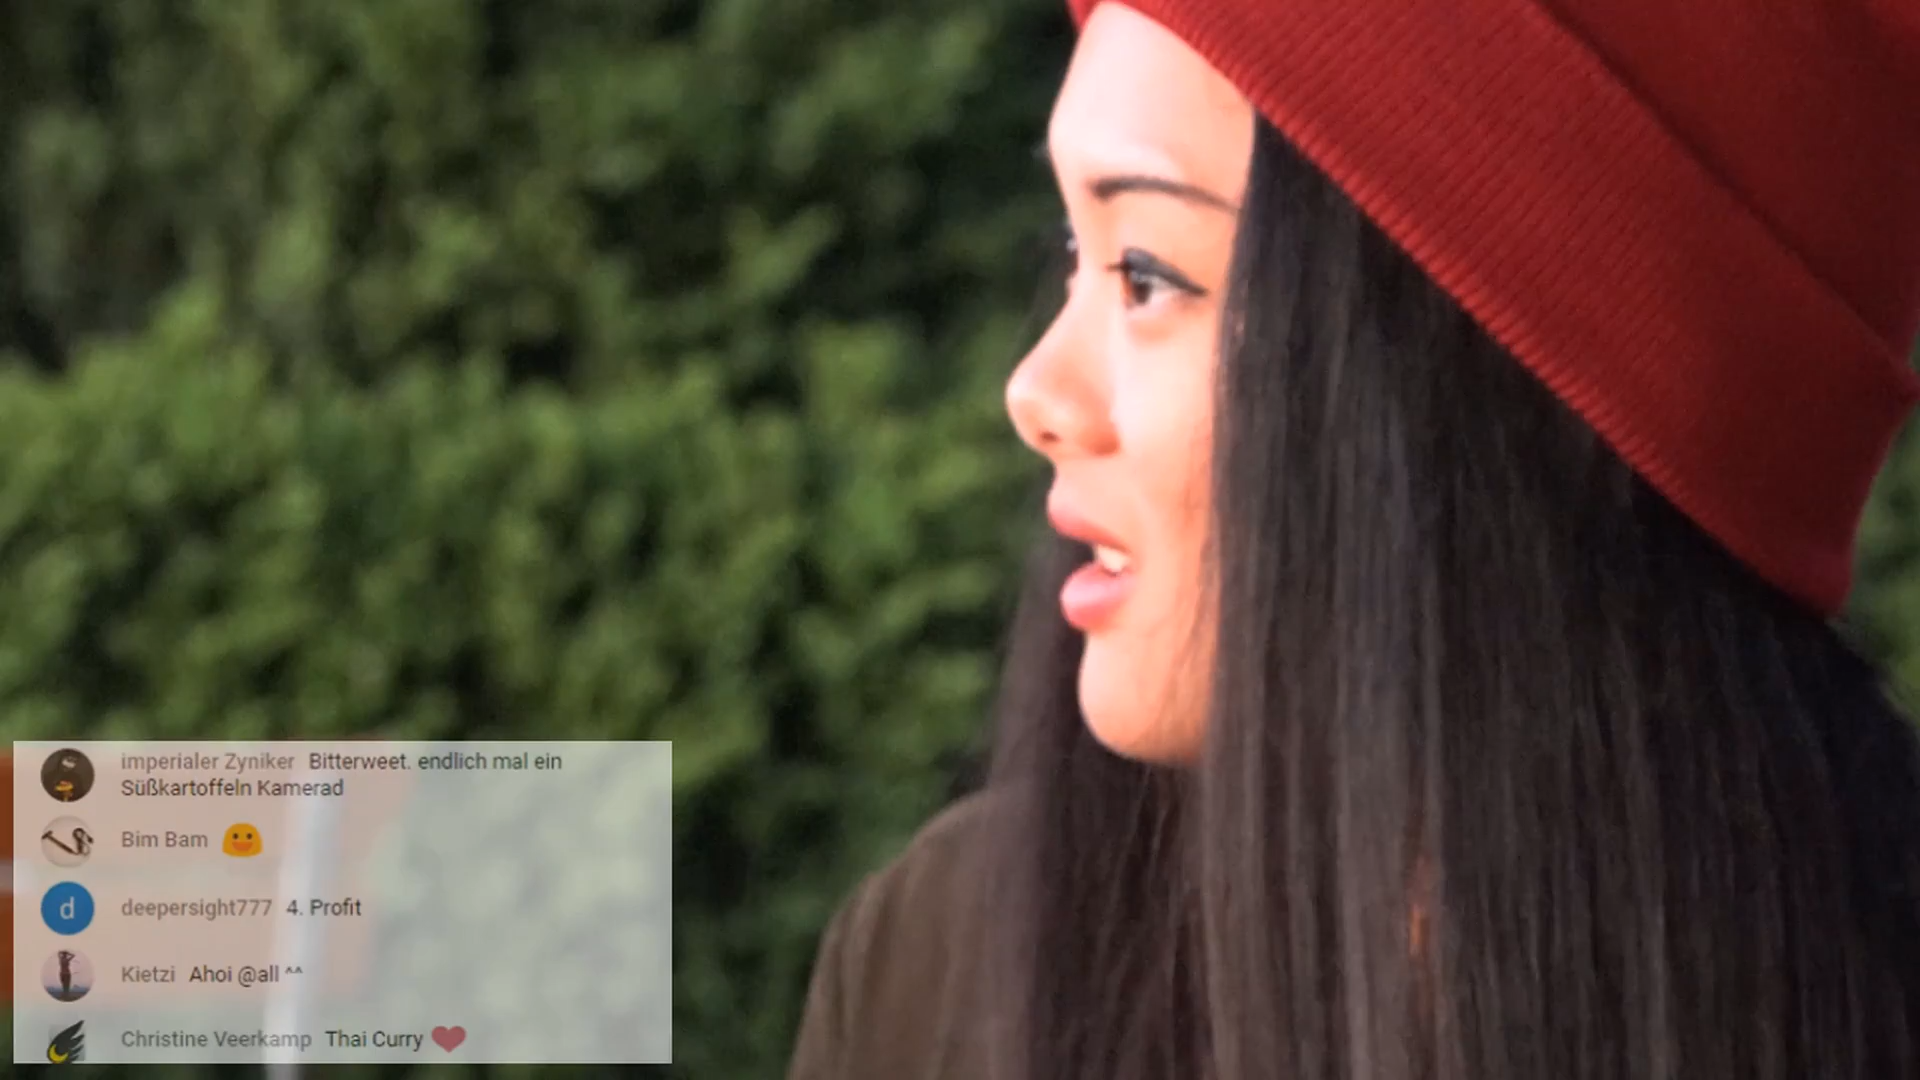 imperialer Zyniker Bitterweet. endlich mal ein
Süßkartoffeln Kamerad
Bim Bam 😃
d
deepersight777 4. Profit
Kietzi Ahoi @all ^^
Christine Veerkamp Thai Curry ❤